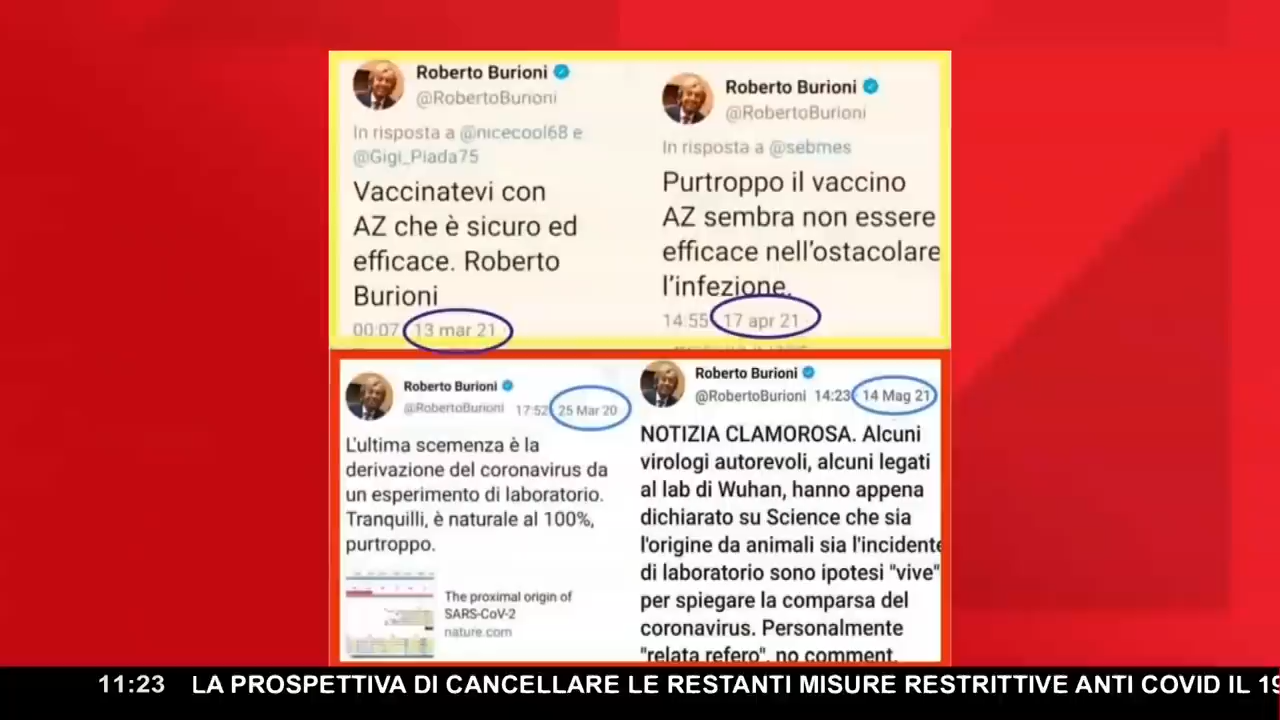 Roberto Burioni
@RobertoBurioni
In risposta a @nicecool68 e
@Gigi_Piada75
Vaccinatevi con
AZ che è sicuro ed
efficace. Roberto
Burioni
00:07 13 mar 21
Roberto Burioni
@RobertoBurioni
In risposta a @sebmes
Purtroppo il vaccino
AZ sembra non essere
efficace nell'ostacolare
l'infezione.
14:55 17 apr 21
Roberto Burioni
@RobertoBurioni 17:52 25 Mar 20
L'ultima scemenza è la
derivazione del coronavirus da
un esperimento di laboratorio.
Tranquilli, è naturale al 100%,
purtroppo.
The proximal origin of
SARS-CoV-2
nature.com
Roberto Burioni
@RobertoBurioni 14:23 14 Mag 21
NOTIZIA CLAMOROSA. Alcuni
virologi autorevoli, alcuni legati
al lab di Wuhan, hanno appena
dichiarato su Science che sia
l'origine da animali sia l'incidente
di laboratorio sono ipotesi "vive"
per spiegare la comparsa del
coronavirus. Personalmente
"relata refero", no comment.
11:23 LA PROSPETTIVA DI CANCELLARE LE RESTANTI MISURE RESTRITTIVE ANTI COVID IL